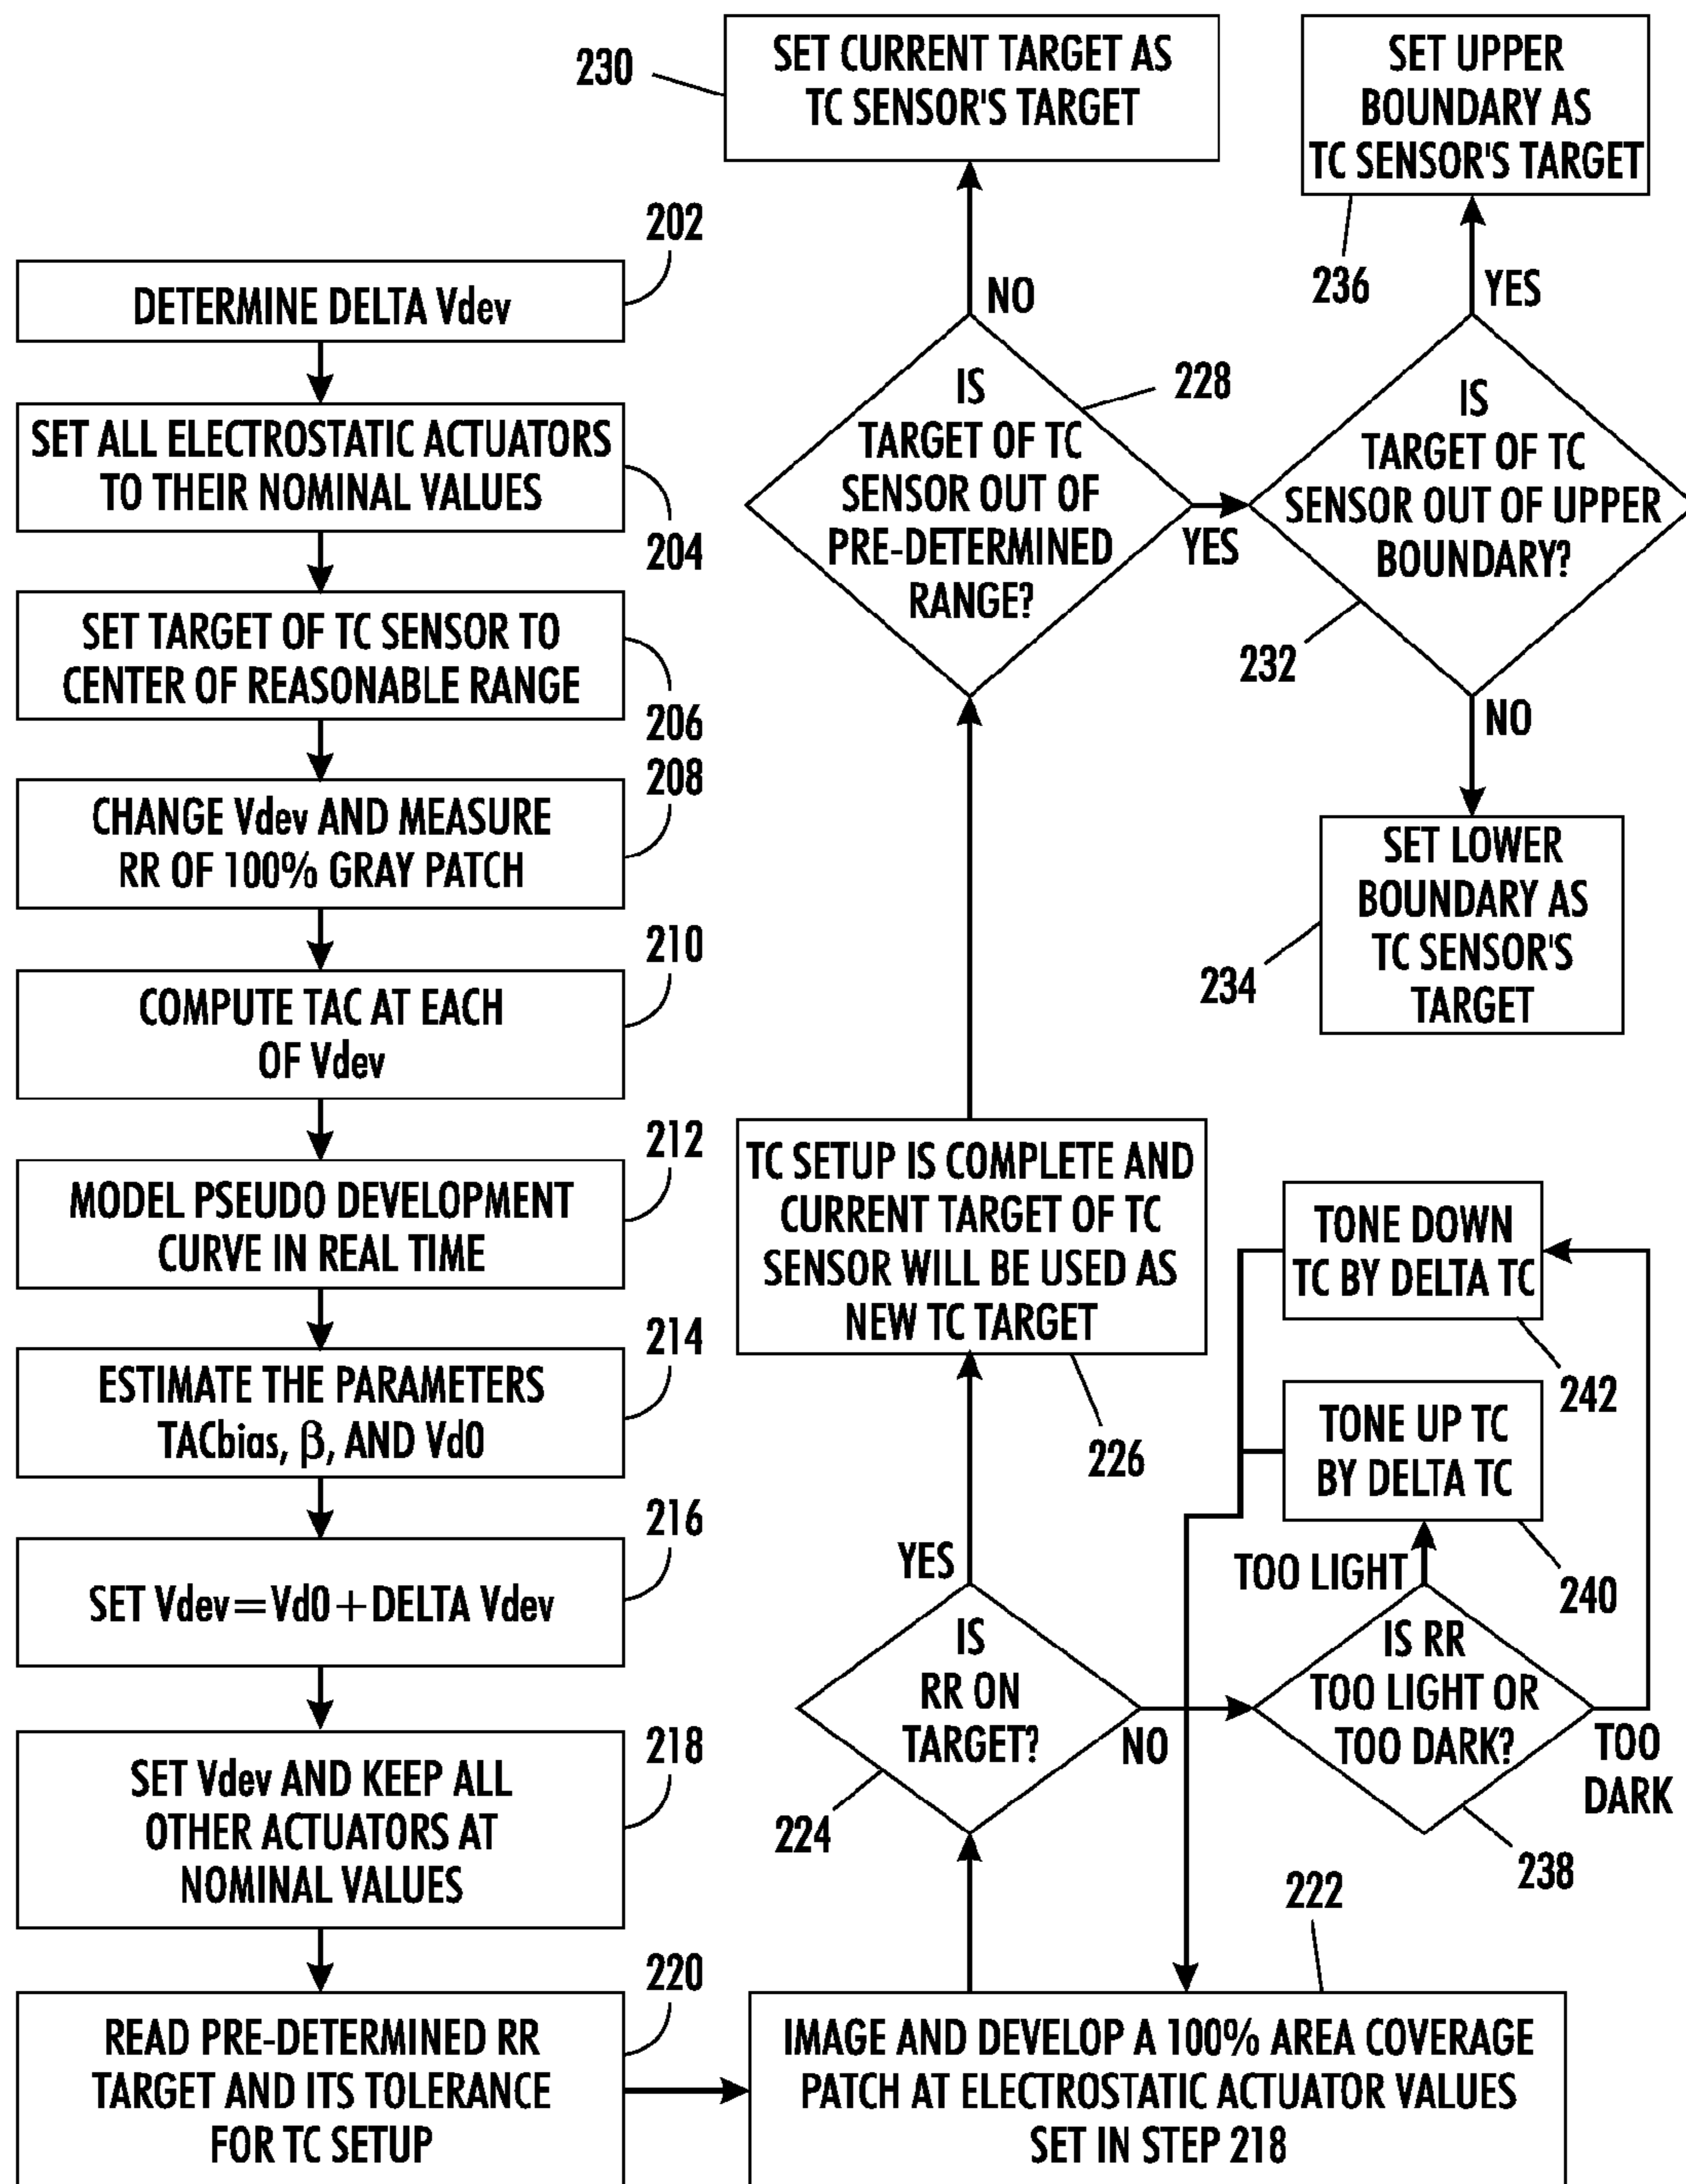 202
DETERMINE DELTA Vdev
SET ALL ELECTROSTATIC ACTUATORS
TO THEIR NOMINAL VALUES
204
SET TARGET OF TC SENSOR TO
CENTER OF REASONABLE RANGE
206
208
CHANGE Vdev AND MEASURE
RR OF 100% GRAY PATCH
210
COMPUTE TAC AT EACH
OF Vdev
212
MODEL PSEUDO DEVELOPMENT
CURVE IN REAL TIME
214
ESTIMATE THE PARAMETERS
TACbias, β, AND Vd0
216
SET Vdev=Vd0+DELTA Vdev
218
SET Vdev AND KEEP ALL
OTHER ACTUATORS AT
NOMINAL VALUES
220
READ PRE-DETERMINED RR
TARGET AND ITS TOLERANCE
FOR TC SETUP
222
IMAGE AND DEVELOP A 100% AREA COVERAGE
PATCH AT ELECTROSTATIC ACTUATOR VALUES
SET IN STEP 218
224
IS
RR ON
TARGET?
YES
NO
226
TC SETUP IS COMPLETE AND
CURRENT TARGET OF TC
SENSOR WILL BE USED AS
NEW TC TARGET
228
IS
TARGET OF TC
SENSOR OUT OF
PRE-DETERMINED
RANGE?
NO
YES
230
SET CURRENT TARGET AS
TC SENSOR'S TARGET
232
IS
TARGET OF TC
SENSOR OUT OF UPPER
BOUNDARY?
YES
NO
236
SET UPPER
BOUNDARY AS
TC SENSOR'S TARGET
234
SET LOWER
BOUNDARY AS
TC SENSOR'S
TARGET
238
IS RR
TOO LIGHT OR
TOO DARK?
TOO LIGHT
TOO
DARK
240
TONE UP TC
BY DELTA TC
242
TONE DOWN
TC BY DELTA TC